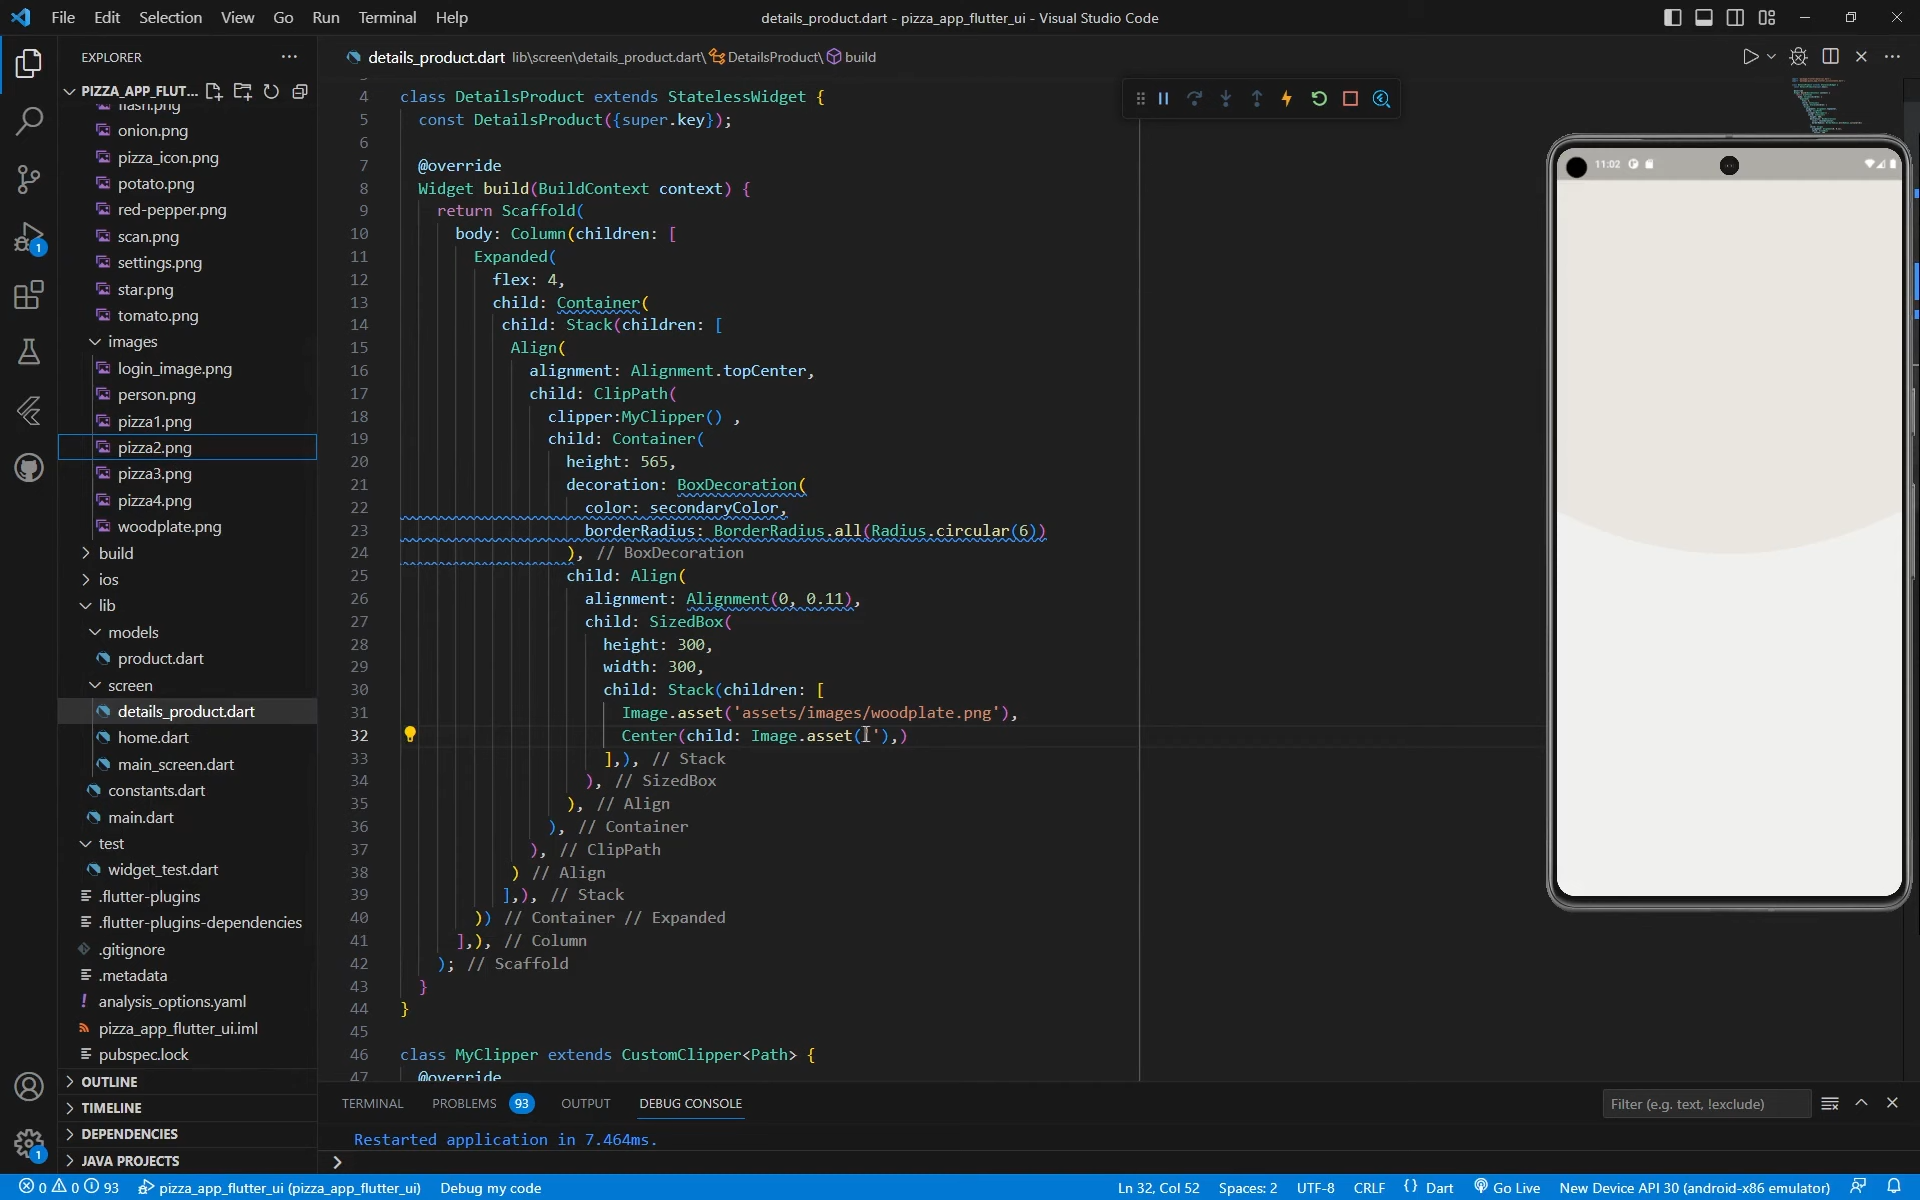 File Edit Selection View Go Run Terminal Help
details_product.dart - pizza_app_flutter_ui - Visual Studio Code
EXPLORER
details_product.dart lib\screen\details_product.dart\ DetailsProduct\ build
PIZZA_APP_FLUT...
flash.png
onion.png
pizza_icon.png
potato.png
red-pepper.png
scan.png
settings.png
star.png
tomato.png
images
login_image.png
person.png
pizza1.png
pizza2.png
pizza3.png
pizza4.png
woodplate.png
build
ios
lib
models
product.dart
screen
details_product.dart
home.dart
main_screen.dart
constants.dart
main.dart
test
widget_test.dart
.flutter-plugins
.flutter-plugins-dependencies
.gitignore
.metadata
analysis_options.yaml
pizza_app_flutter_ui.iml
pubspec.lock
OUTLINE
TIMELINE
DEPENDENCIES
JAVA PROJECTS
4 class DetailsProduct extends StatelessWidget {
5 const DetailsProduct({super.key});
6
7 @override
8 Widget build(BuildContext context) {
9 return Scaffold(
10 body: Column(children: [
11 Expanded(
12 flex: 4,
13 child: Container(
14 child: Stack(children: [
15 Align(
16 alignment: Alignment.topCenter,
17 child: ClipPath(
18 clipper:MyClipper() ,
19 child: Container(
20 height: 565,
21 decoration: BoxDecoration(
22 color: secondaryColor,
23 borderRadius: BorderRadius.all(Radius.circular(6))
24 ), // BoxDecoration
25 child: Align(
26 alignment: Alignment(0, 0.11),
27 child: SizedBox(
28 height: 300,
29 width: 300,
30 child: Stack(children: [
31 Image.asset('assets/images/woodplate.png'),
32 Center(child: Image.asset(''),)
33 ],), // Stack
34 ), // SizedBox
35 ), // Align
36 ), // Container
37 ), // ClipPath
38 ) // Align
39 ],), // Stack
40 )) // Container // Expanded
41 ],), // Column
42 ); // Scaffold
43 }
44 }
45
46 class MyClipper extends CustomClipper<Path> {
47 @override
11:02
TERMINAL PROBLEMS 93 OUTPUT DEBUG CONSOLE
Filter (e.g. text, !exclude)
Restarted application in 7.464ms.
1
1
0 0 93 pizza_app_flutter_ui (pizza_app_flutter_ui) Debug my code
Ln 32, Col 52 Spaces: 2 UTF-8 CRLF {} Dart Go Live New Device API 30 (android-x86 emulator)